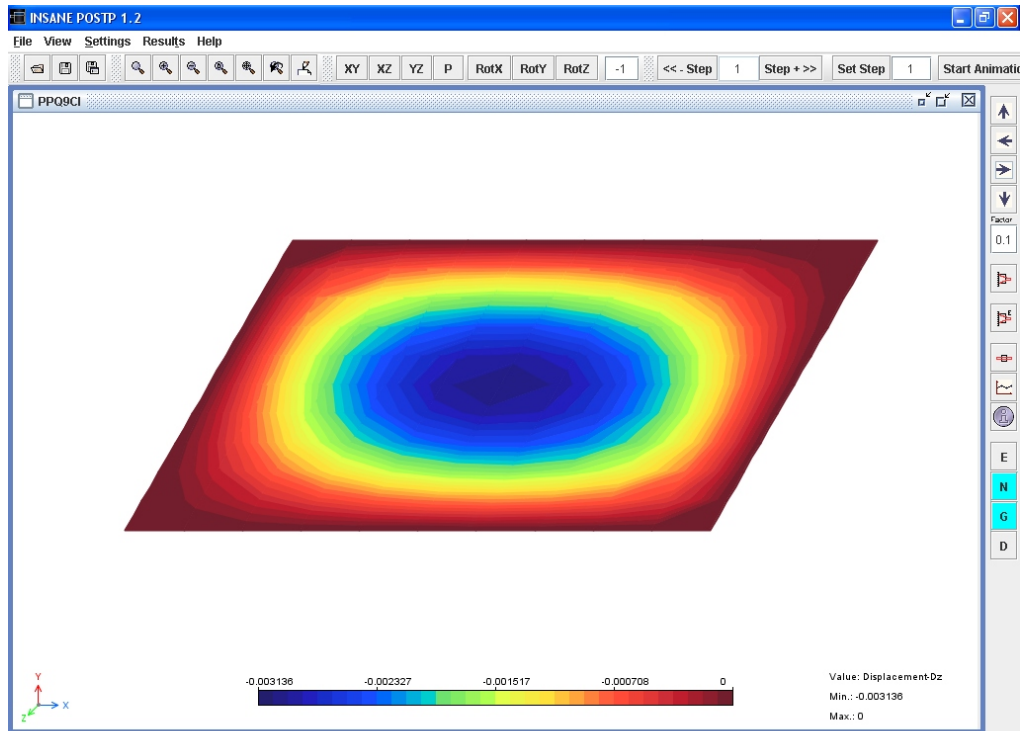 INSANE POSTP 1.2
File View Settings Results Help
XY XZ YZ P RotX RotY RotZ -1 << - Step 1 Step + >> Set Step 1 Start Animatio
PPQ9CI
Factor
0.1
E
E
N
G
D
-0.003136 -0.002327 -0.001517 -0.000708 0
Value: Displacement-Dz
Min.: -0.003136
Max.: 0
Y
X
Z